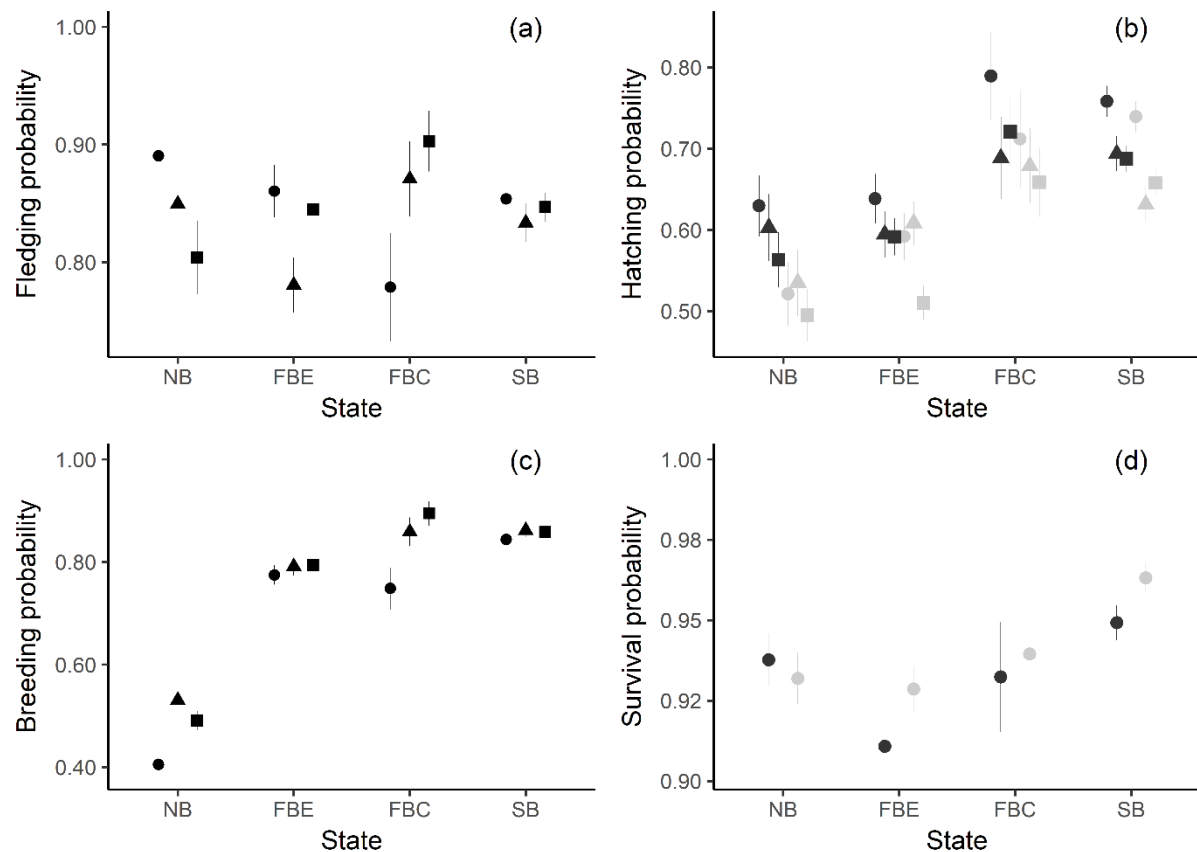 (a)
Fledging probability
1.00
0.90
0.80
NB FBE FBC SB
State
(b)
Hatching probability
0.80
0.70
0.60
0.50
NB FBE FBC SB
State
(c)
Breeding probability
1.00
0.80
0.60
0.40
NB FBE FBC SB
State
(d)
Survival probability
1.00
0.98
0.95
0.92
0.90
NB FBE FBC SB
State